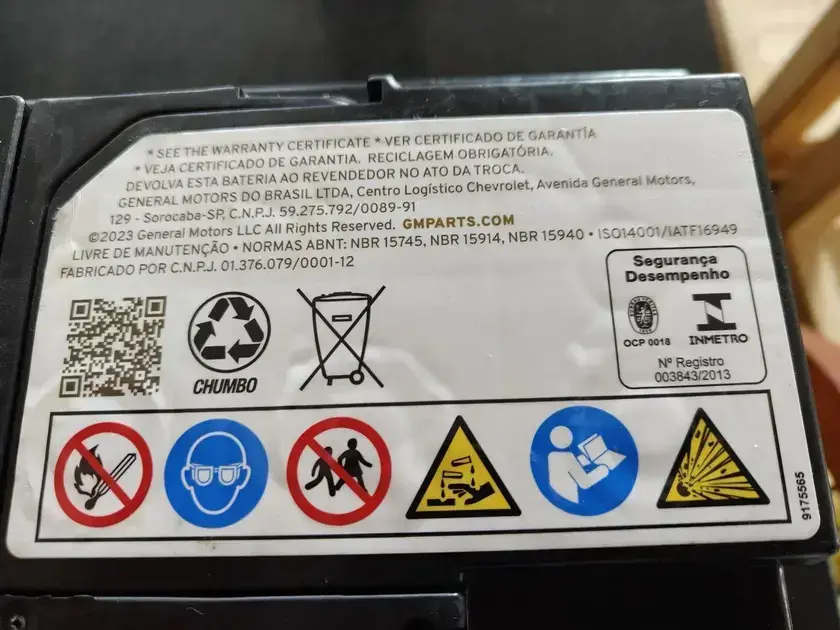 * SEE THE WARRANTY CERTIFICATE * VER CERTIFICADO DE GARANTÍA
* VEJA CERTIFICADO DE GARANTIA. RECICLAGEM OBRIGATÓRIA.
DEVOLVA ESTA BATERIA AO REVENDEDOR NO ATO DA TROCA.
GENERAL MOTORS DO BRASIL LTDA, Centro Logístico Chevrolet, Avenida General Motors,
129 - Sorocaba-SP, C.N.P.J. 59.275.792/0089-91
©2023 General Motors LLC All Rights Reserved. GMPARTS.COM
LIVRE DE MANUTENÇÃO • NORMAS ABNT: NBR 15745, NBR 15914, NBR 15940 • ISO14001/IATF16949
FABRICADO POR C.N.P.J. 01.376.079/0001-12
CHUMBO
Segurança
Desempenho
OCP 0018
INMETRO
Nº Registro
003843/2013
9175565